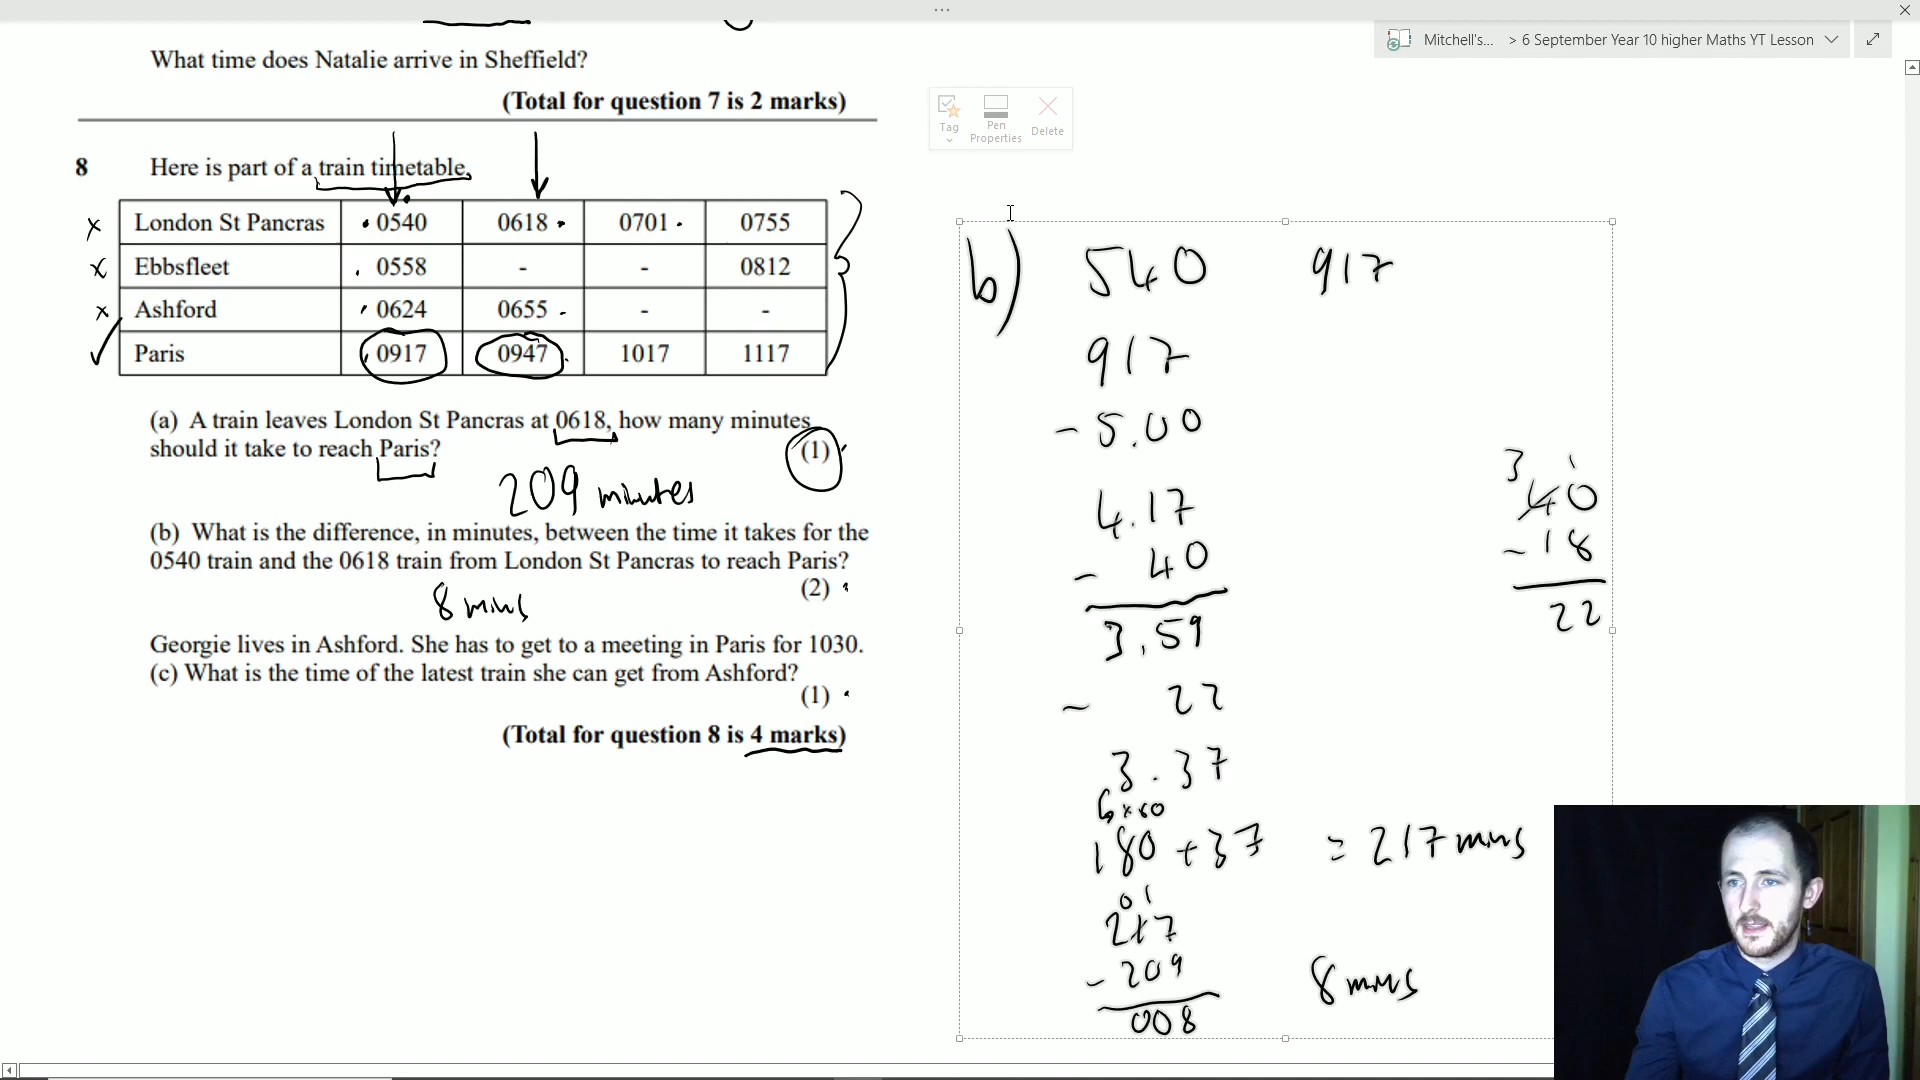 Mitchell's... > 6 September Year 10 higher Maths YT Lesson
What time does Natalie arrive in Sheffield?
(Total for question 7 is 2 marks)
8 Here is part of a train timetable.
x London St Pancras 0540 0618 0701 0755
x Ebbsfleet 0558 - - 0812
x Ashford 0624 0655 - -
✓ Paris 0917 0947 1017 1117
(a) A train leaves London St Pancras at 0618, how many minutes
should it take to reach Paris?
(1)
209 minutes
(b) What is the difference, in minutes, between the time it takes for the
0540 train and the 0618 train from London St Pancras to reach Paris?
(2)
8 mins
Georgie lives in Ashford. She has to get to a meeting in Paris for 1030.
(c) What is the time of the latest train she can get from Ashford?
(1)
(Total for question 8 is 4 marks)
Tag
Pen
Properties
Delete
b) 540 917
917
- 5.00
4.17
- 40
3.59
- 22
3.37
180 + 37 = 217 mins
0 1
217
- 209
008
8 mins
3 1
40
- 18
22